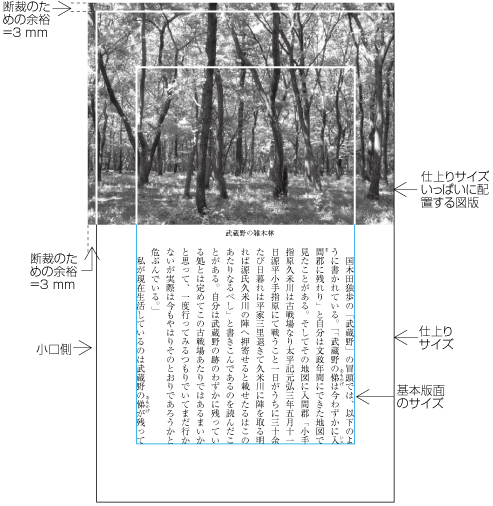 断裁のた
めの余裕
=3 mm
仕上りサイズ
いっぱいに配
置する図版
武蔵野の雑木林
国木田独歩の「武蔵野」の冒頭では，以下のよ
うに書かれている。「「武蔵野の俤は今わずかに入
間郡に残れり」と自分は文政年間にできた地図で
見たことがある。そしてその地図に入間郡「小手
指原久米川は古戦場なり太平記元弘三年五月十一
日源平小手指原にて戦うこと一日がうちに三十余
たび日暮れは平家三里退きて久米川に陣を取る明
れば源氏久米川の陣へ押寄せると載せたるはこの
あたりなるべし」と書きこんであるのを読んだこ
とがある。自分は武蔵野の跡のわずかに残ってい
る処とは定めてこの古戦場あたりではあるまいか
と思って、一度行ってみるつもりでいてまだ行か
ないが実際は今もやはりそのとおりであろうかと
危ぶんでいる。」
私が現在生活しているのは武蔵野の俤が残って
断裁のた
めの余裕
=3 mm
小口側
仕上り
サイズ
基本版面
のサイズ